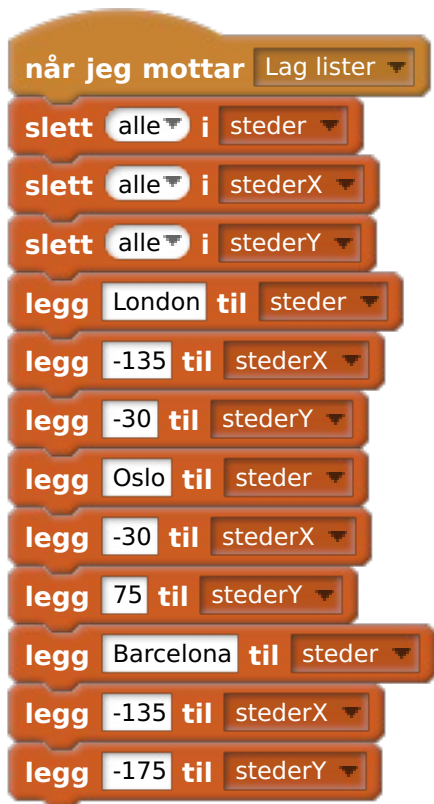 når jeg mottar Lag lister
slett alle i steder
slett alle i stederX
slett alle i stederY
legg London til steder
legg -135 til stederX
legg -30 til stederY
legg Oslo til steder
legg -30 til stederX
legg 75 til stederY
legg Barcelona til steder
legg -135 til stederX
legg -175 til stederY